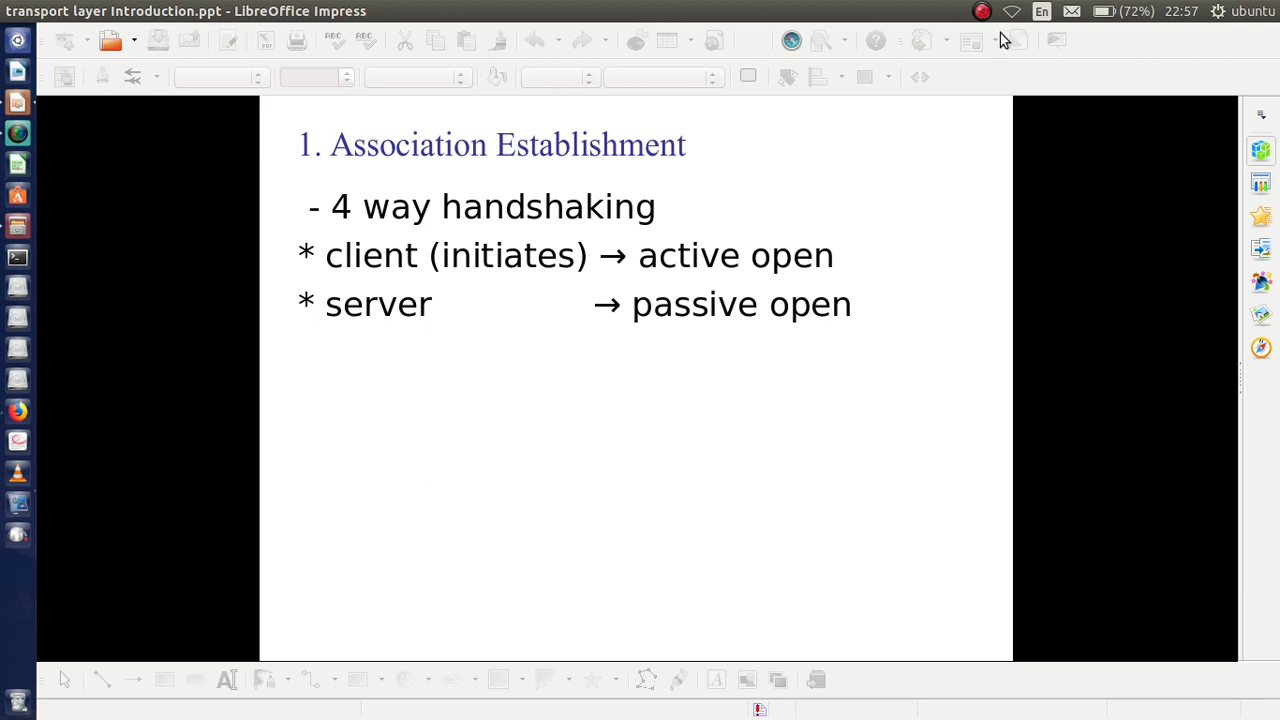 transport layer Introduction.ppt - LibreOffice Impress
En (72%) 22:57 ubuntu
1. Association Establishment
- 4 way handshaking
* client (initiates) → active open
* server → passive open